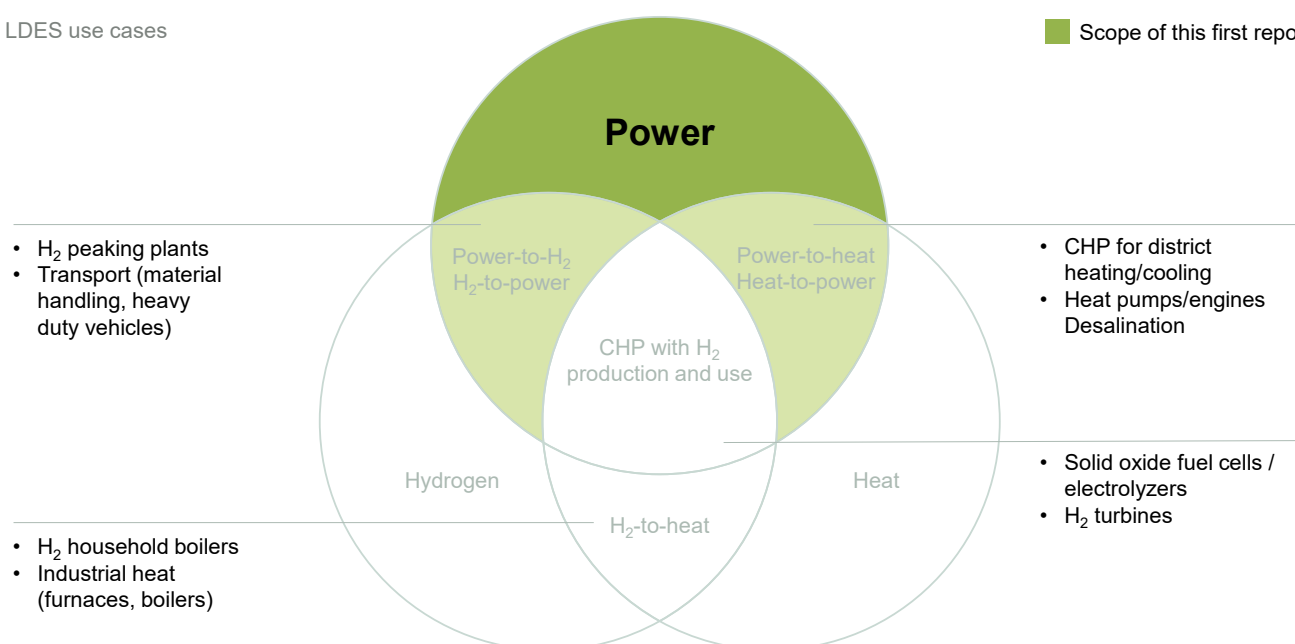 LDES use cases
Scope of this first repo
Power
Power-to-H₂
H₂-to-power
Power-to-heat
Heat-to-power
CHP with H₂
production and use
Hydrogen
Heat
H₂-to-heat
• H₂ peaking plants
• Transport (material
handling, heavy
duty vehicles)
• CHP for district
heating/cooling
• Heat pumps/engines
Desalination
• Solid oxide fuel cells /
electrolyzers
• H₂ turbines
• H₂ household boilers
• Industrial heat
(furnaces, boilers)